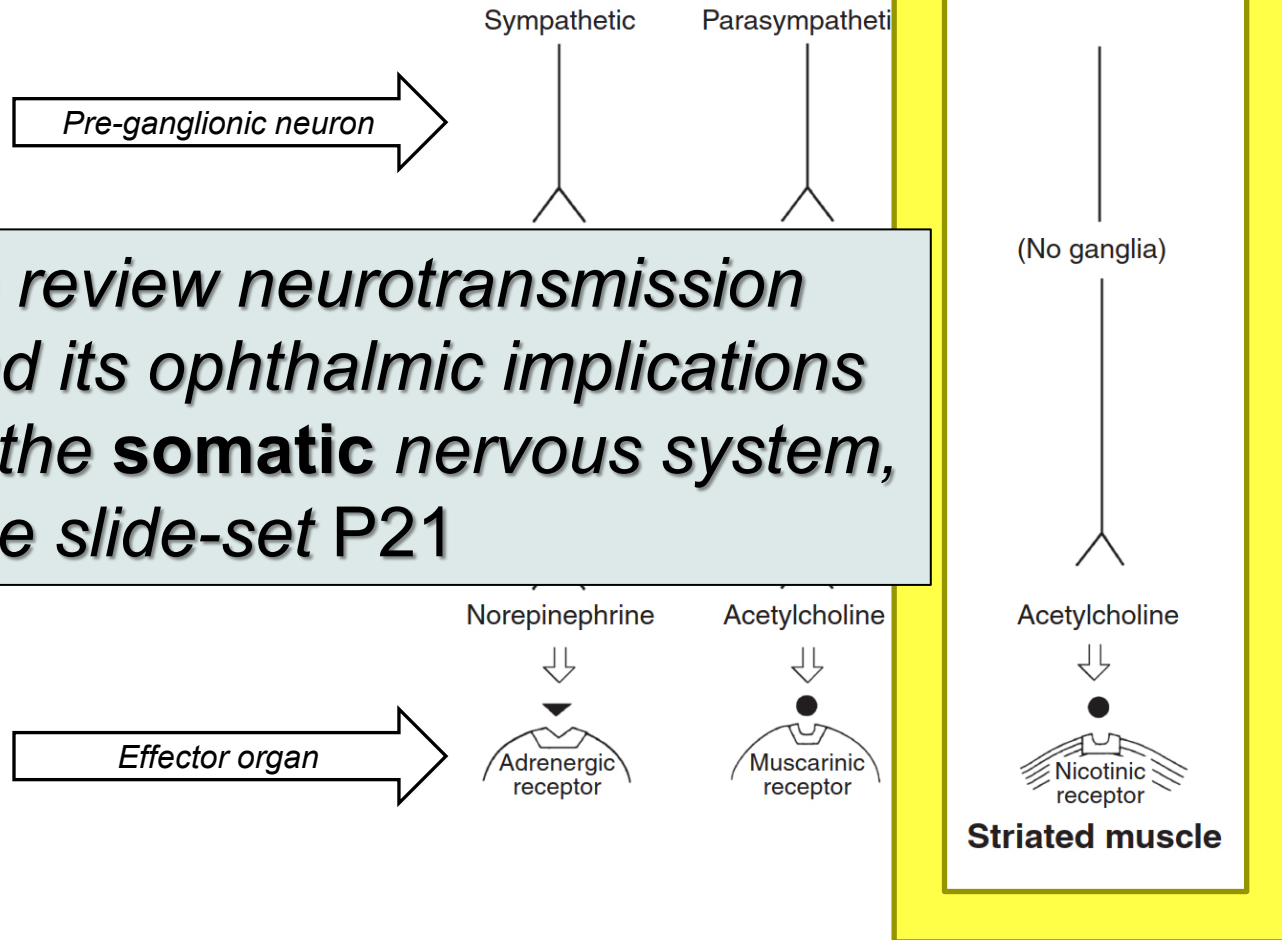 Sympathetic
Parasympatheti
Pre-ganglionic neuron
(No ganglia)
review neurotransmission
d its ophthalmic implications
the somatic nervous system,
e slide-set P21
Norepinephrine
Acetylcholine
Acetylcholine
Effector organ
Adrenergic
receptor
Muscarinic
receptor
Nicotinic
receptor
Striated muscle